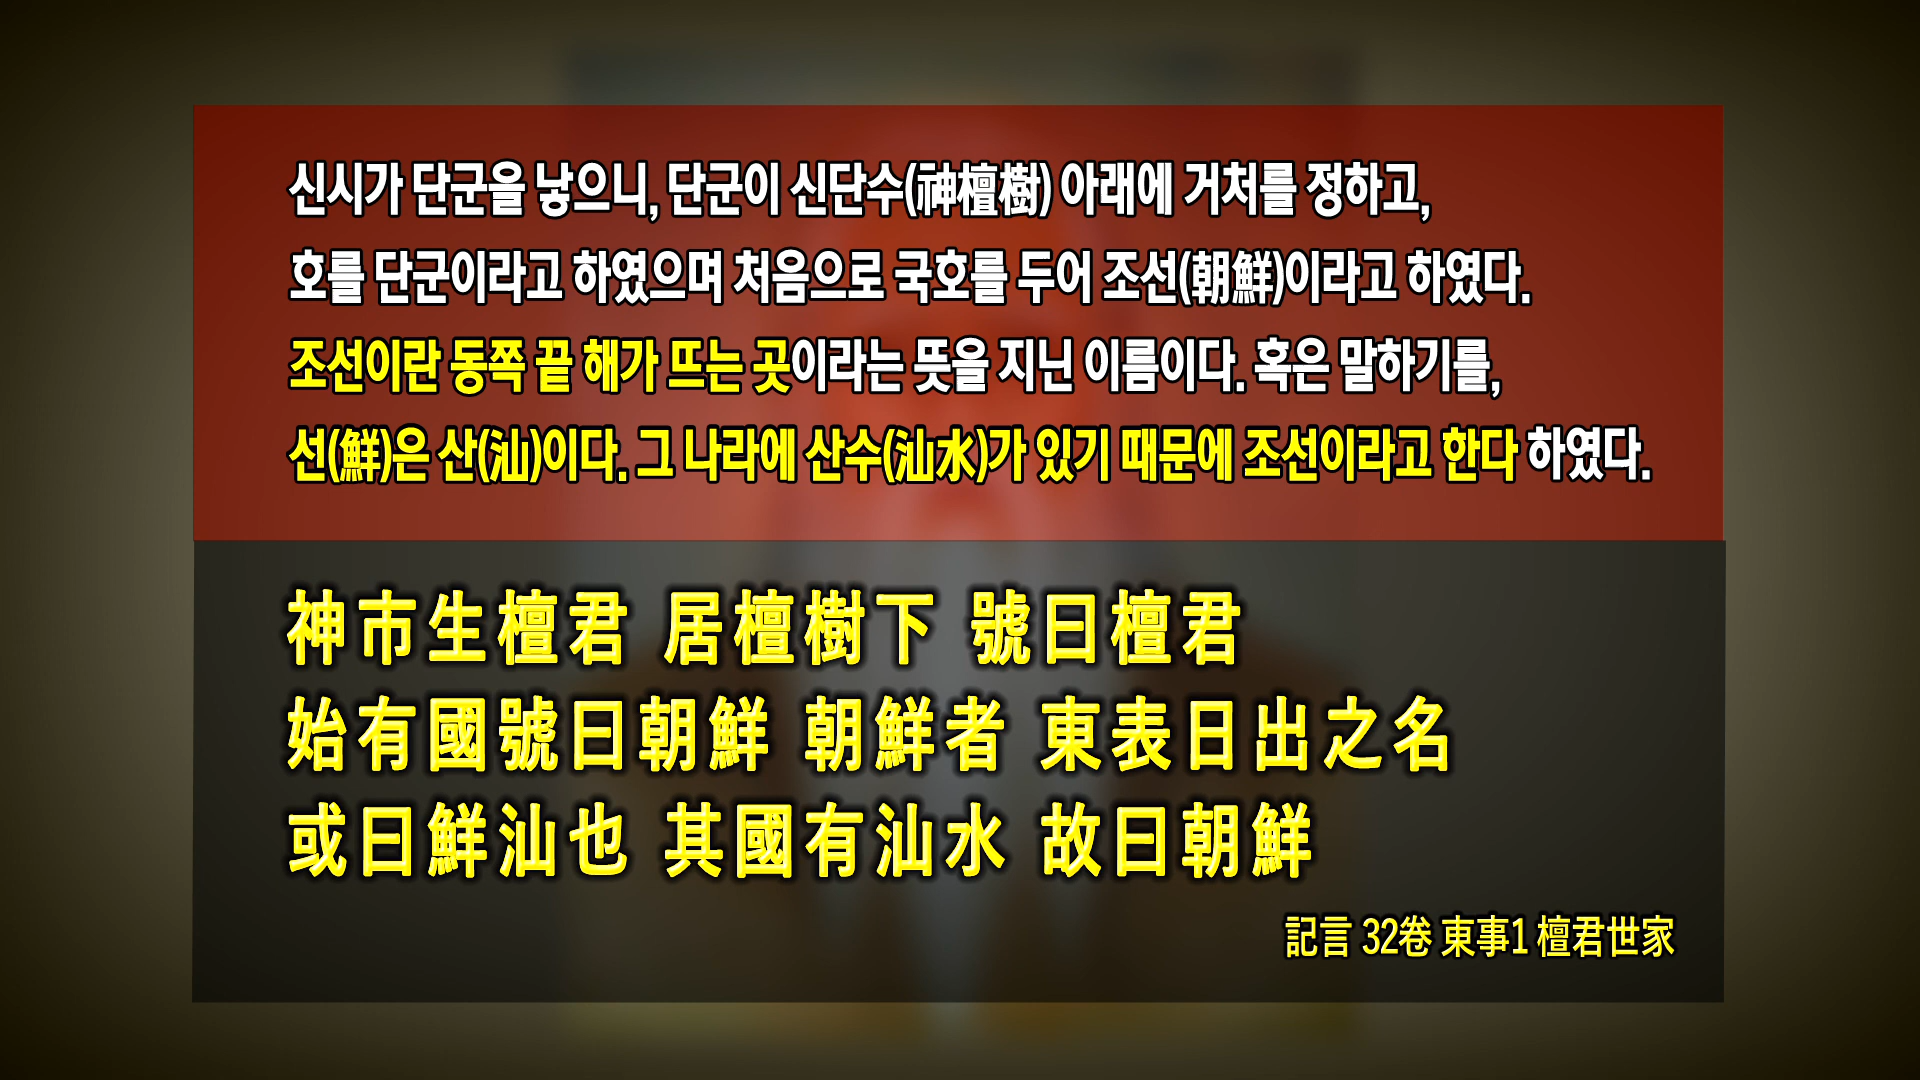 신시가 단군을 낳으니, 단군이 신단수(神檀樹) 아래에 거처를 정하고,
호를 단군이라고 하였으며 처음으로 국호를 두어 조선(朝鮮)이라고 하였다.
조선이란 동쪽 끝 해가 뜨는 곳이라는 뜻을 지닌 이름이다. 혹은 말하기를,
선(鮮)은 산(汕)이다. 그 나라에 산수(汕水)가 있기 때문에 조선이라고 한다 하였다.
神市生檀君 居檀樹下 號曰檀君
始有國號曰朝鮮 朝鮮者 東表日出之名
或曰鮮汕也 其國有汕水 故曰朝鮮
記言 32卷 東事1 檀君世家